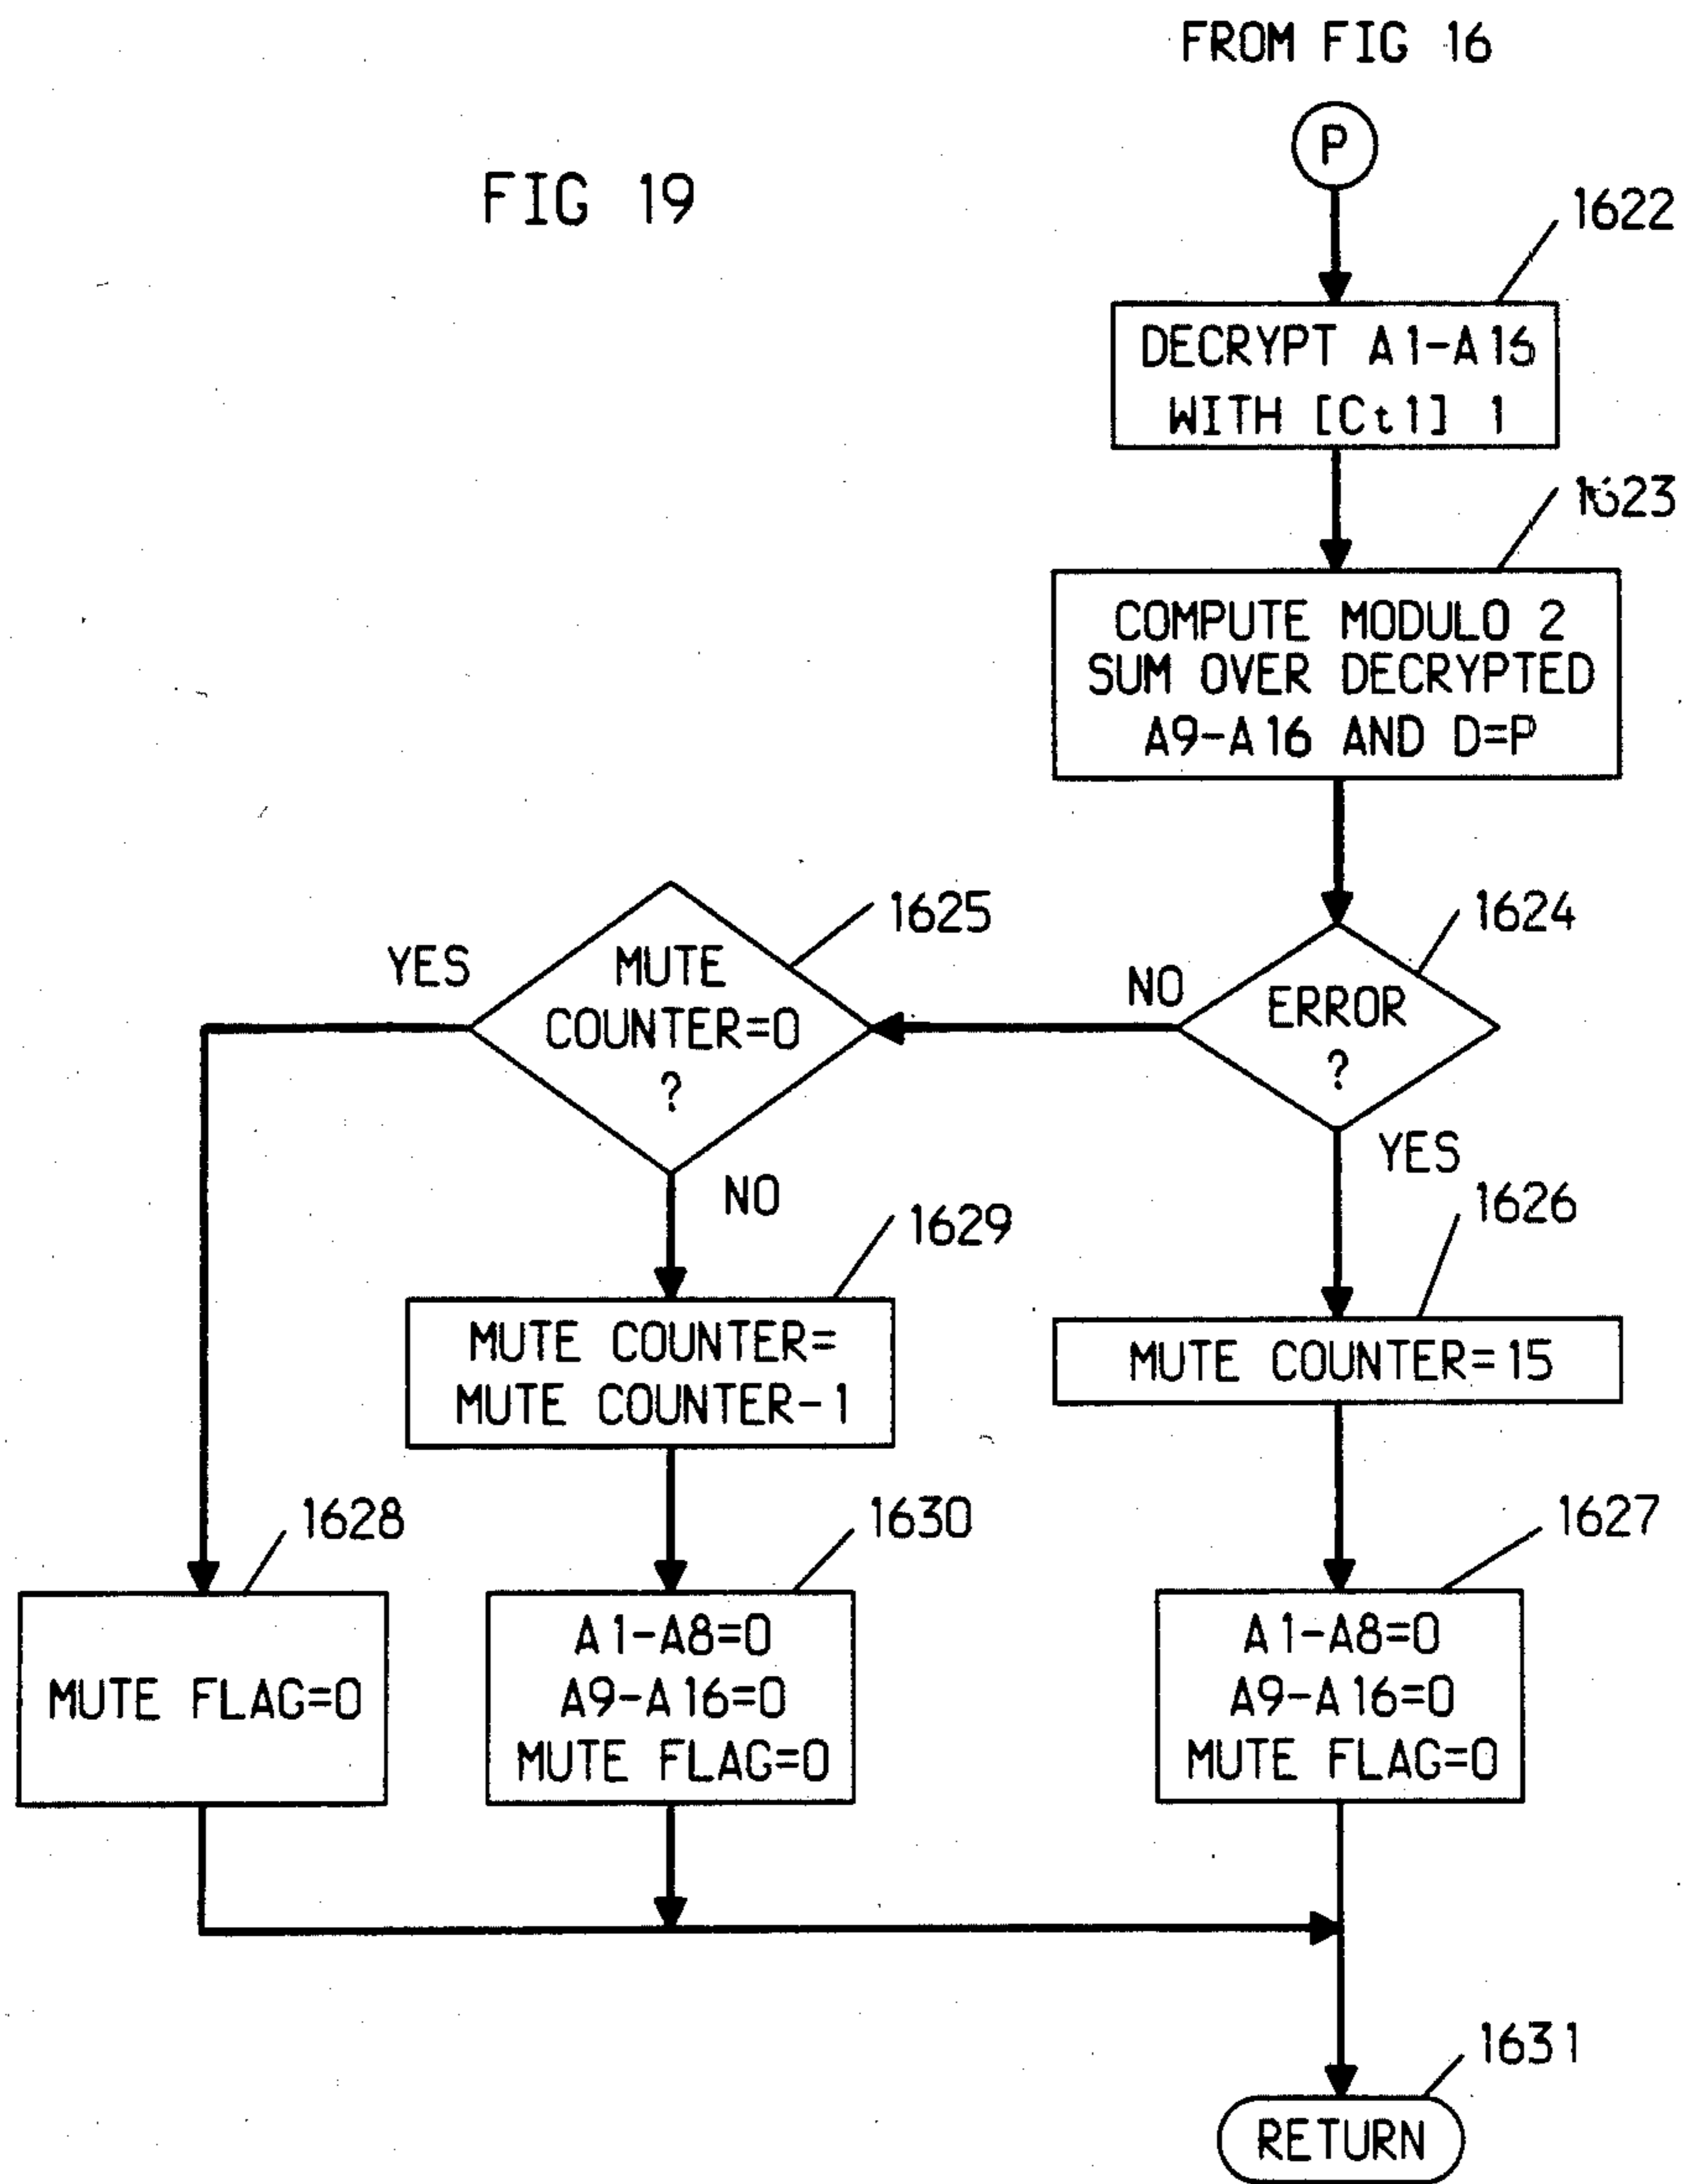 FROM FIG 16
P
FIG 19
1622
DECRYPT A1-A16
WITH [Ct1] 1
1623
COMPUTE MODULO 2
SUM OVER DECRYPTED
A9-A16 AND D=P
1625
1624
YES
MUTE
COUNTER=0
?
NO
ERROR
?
NO
YES
1629
1626
MUTE COUNTER=
MUTE COUNTER-1
MUTE COUNTER=15
1628
1630
1627
MUTE FLAG=0
A1-A8=0
A9-A16=0
MUTE FLAG=0
A1-A8=0
A9-A16=0
MUTE FLAG=0
1631
RETURN